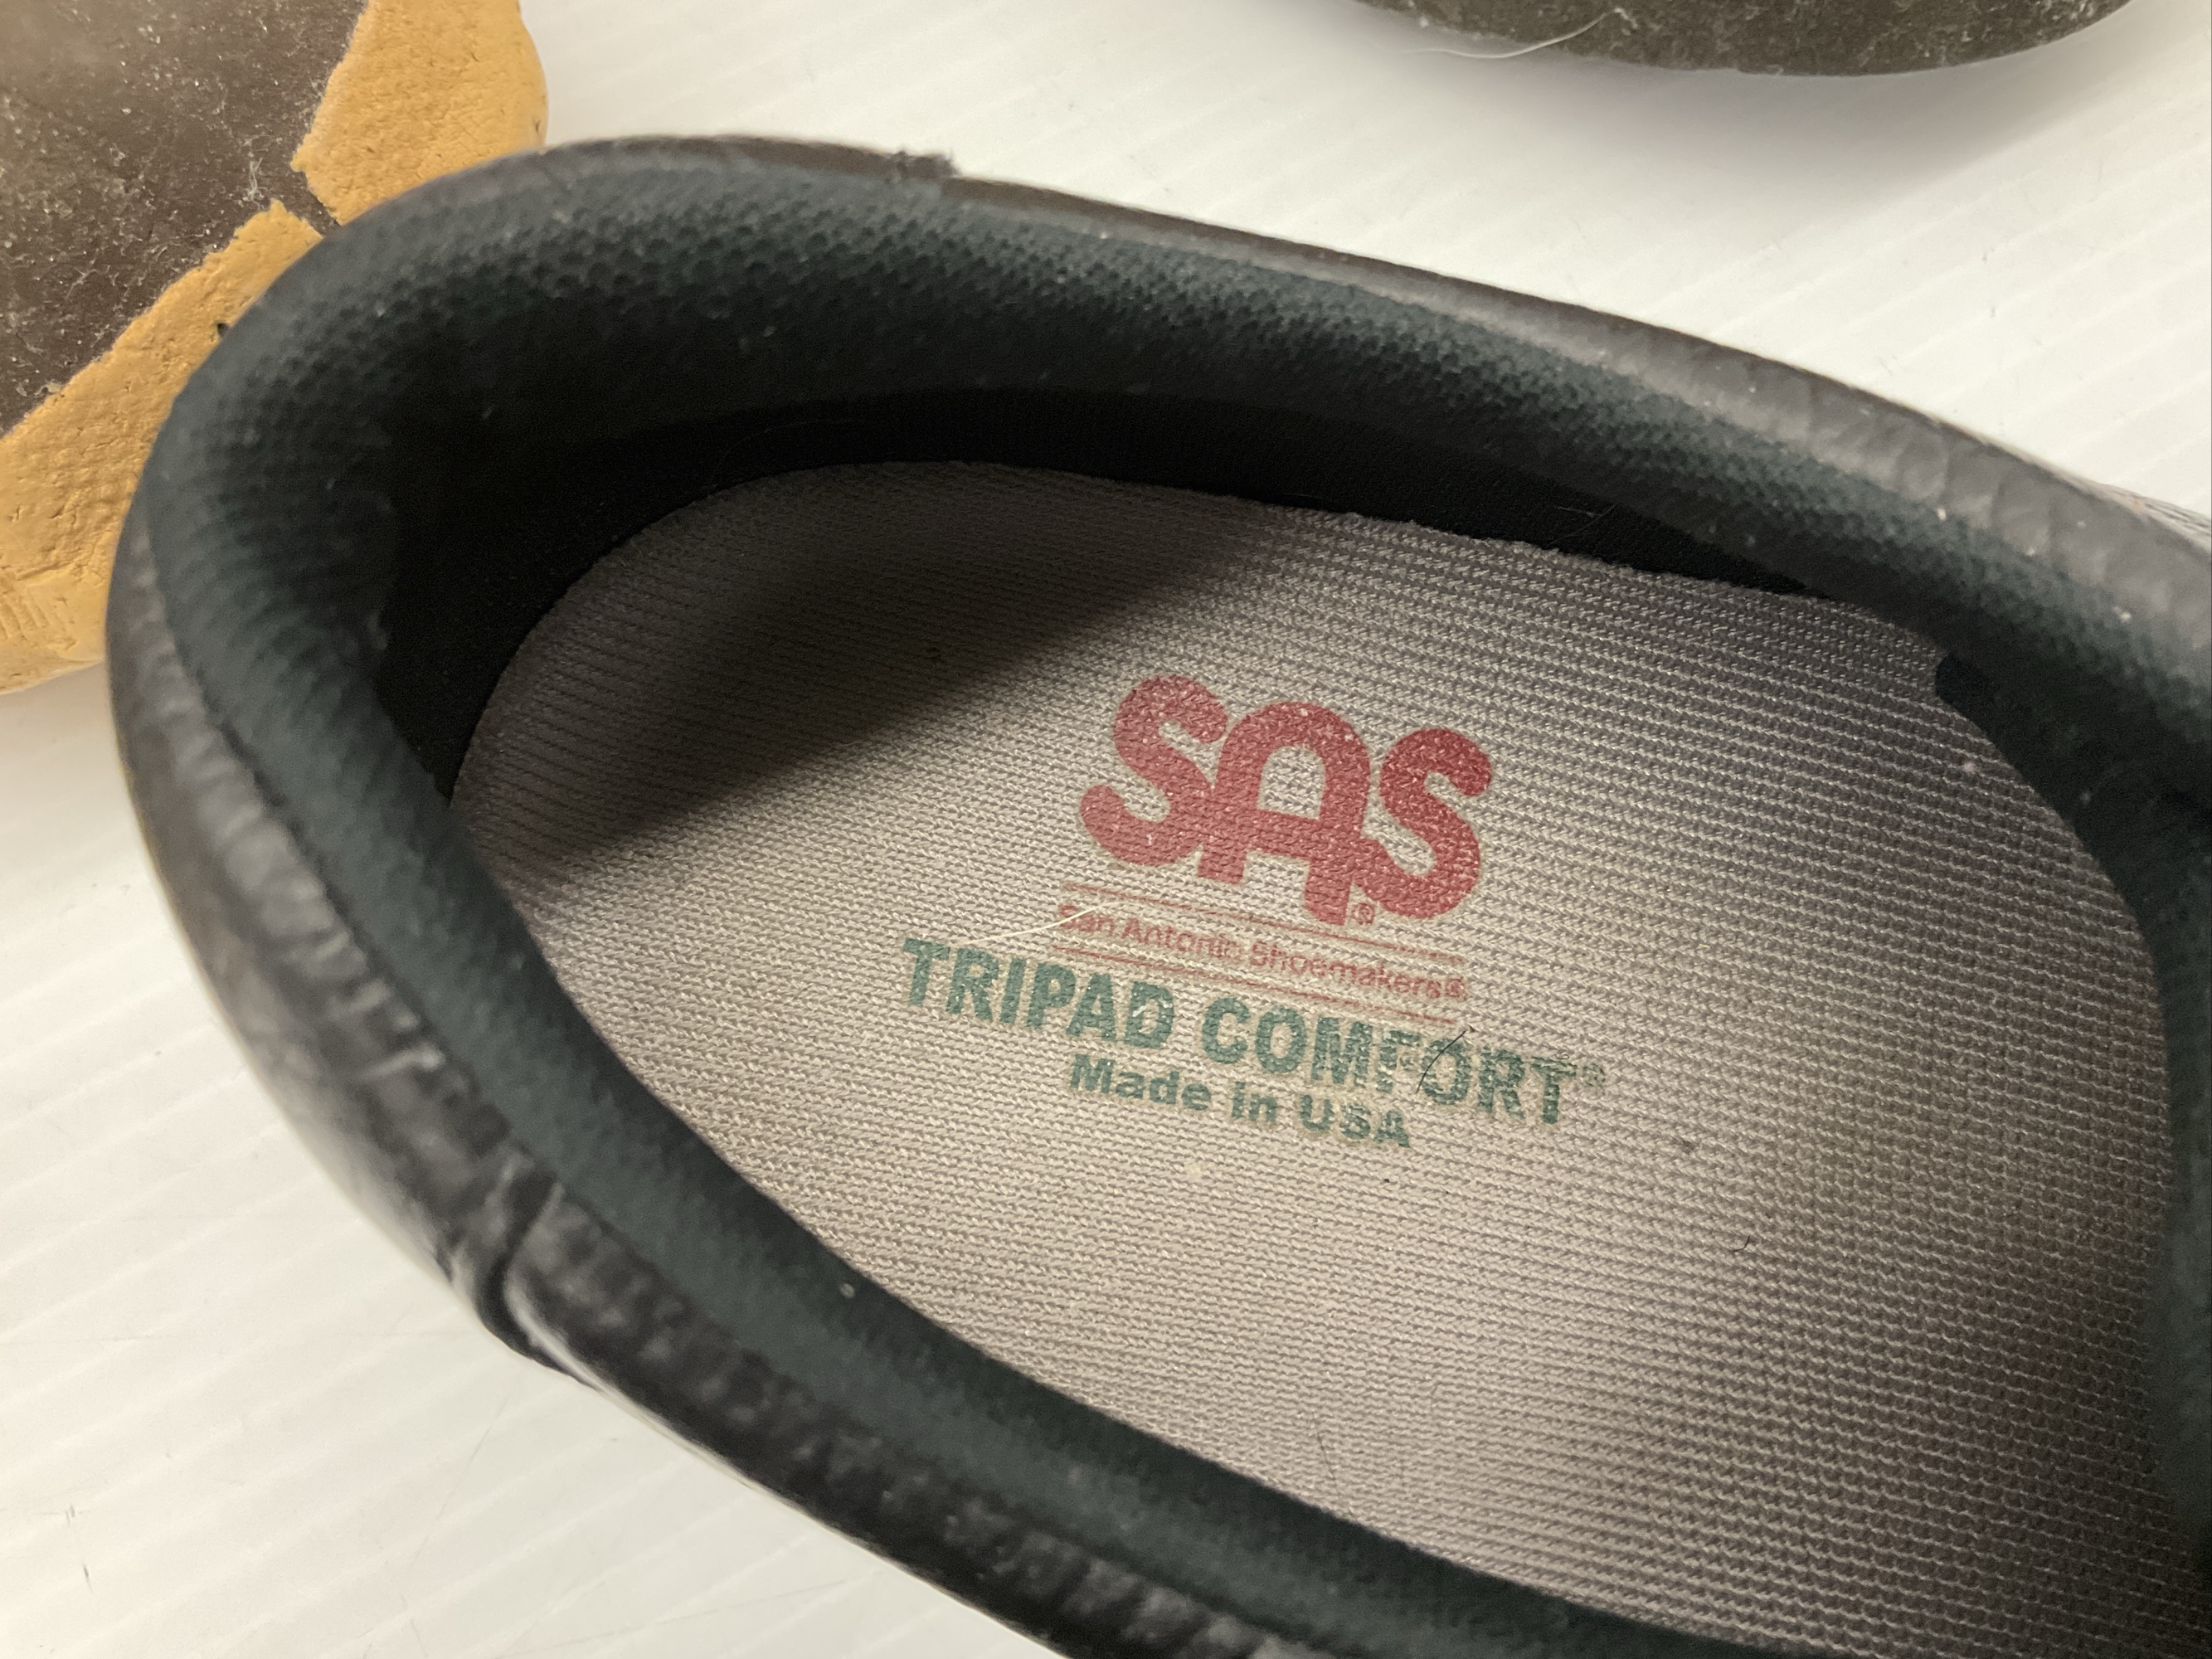 SAS®
San Antonio Shoemakers®
TRIPAD COMFORT®
Made in USA